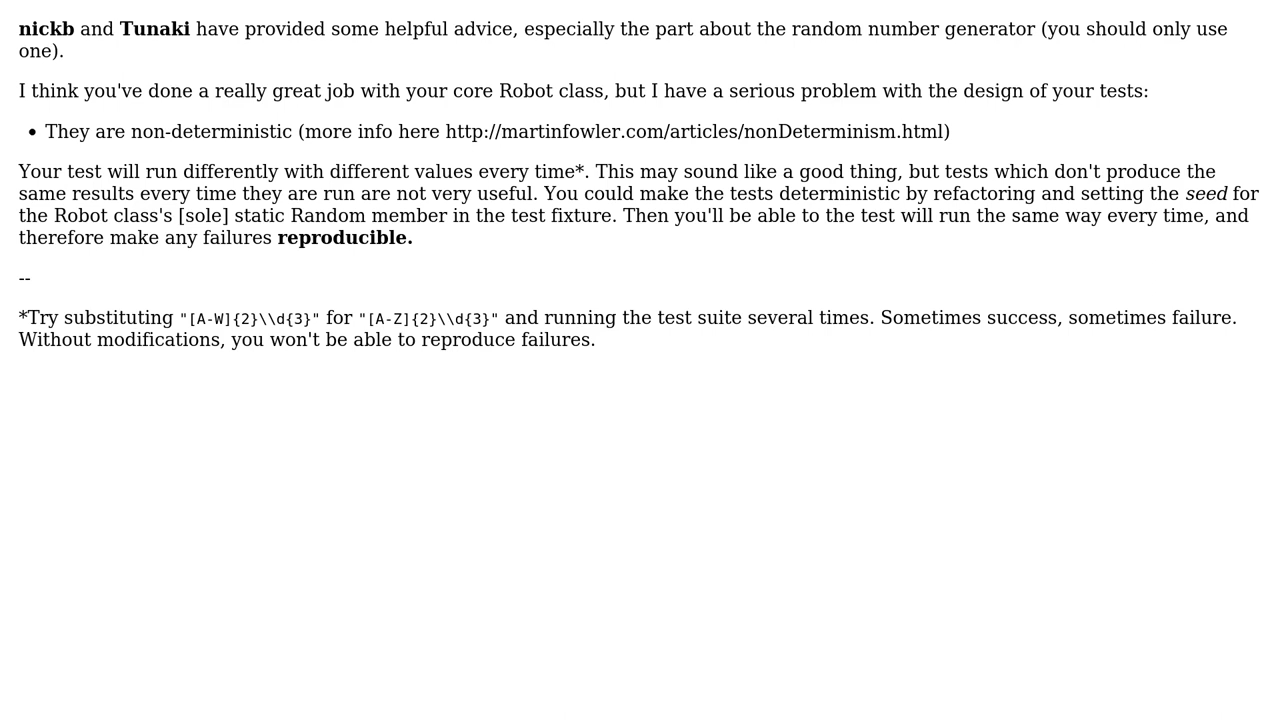 nickb and Tunaki have provided some helpful advice, especially the part about the random number generator (you should only use
one).
I think you've done a really great job with your core Robot class, but I have a serious problem with the design of your tests:
• They are non-deterministic (more info here http://martinfowler.com/articles/nonDeterminism.html)
Your test will run differently with different values every time*. This may sound like a good thing, but tests which don't produce the
same results every time they are run are not very useful. You could make the tests deterministic by refactoring and setting the seed for
the Robot class's [sole] static Random member in the test fixture. Then you'll be able to the test will run the same way every time, and
therefore make any failures reproducible.
--
*Try substituting "[A-W]{2}\\d{3}" for "[A-Z]{2}\\d{3}" and running the test suite several times. Sometimes success, sometimes failure.
Without modifications, you won't be able to reproduce failures.